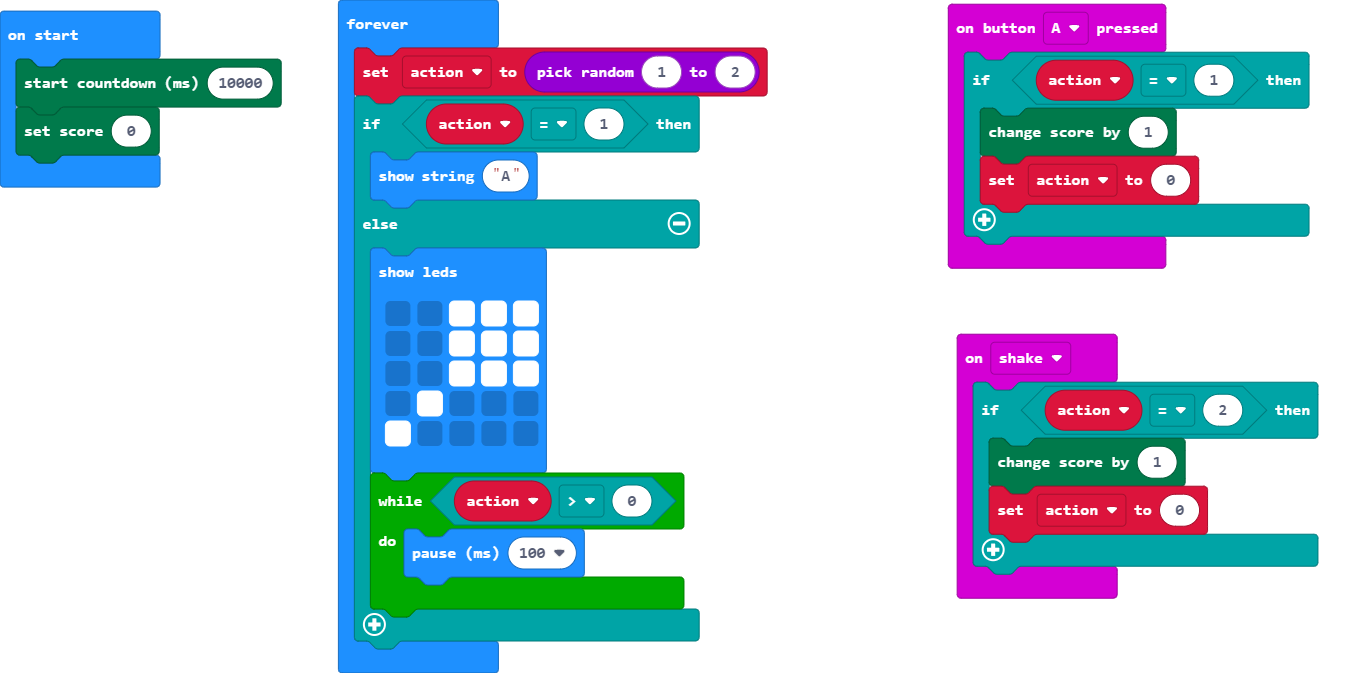 on start
start countdown (ms) 10000
set score 0
forever
set action to pick random 1 to 2
if action = 1 then
show string "A"
else
show leds
while action > 0
do pause (ms) 100
on button A pressed
if action = 1 then
change score by 1
set action to 0
on shake
if action = 2 then
change score by 1
set action to 0